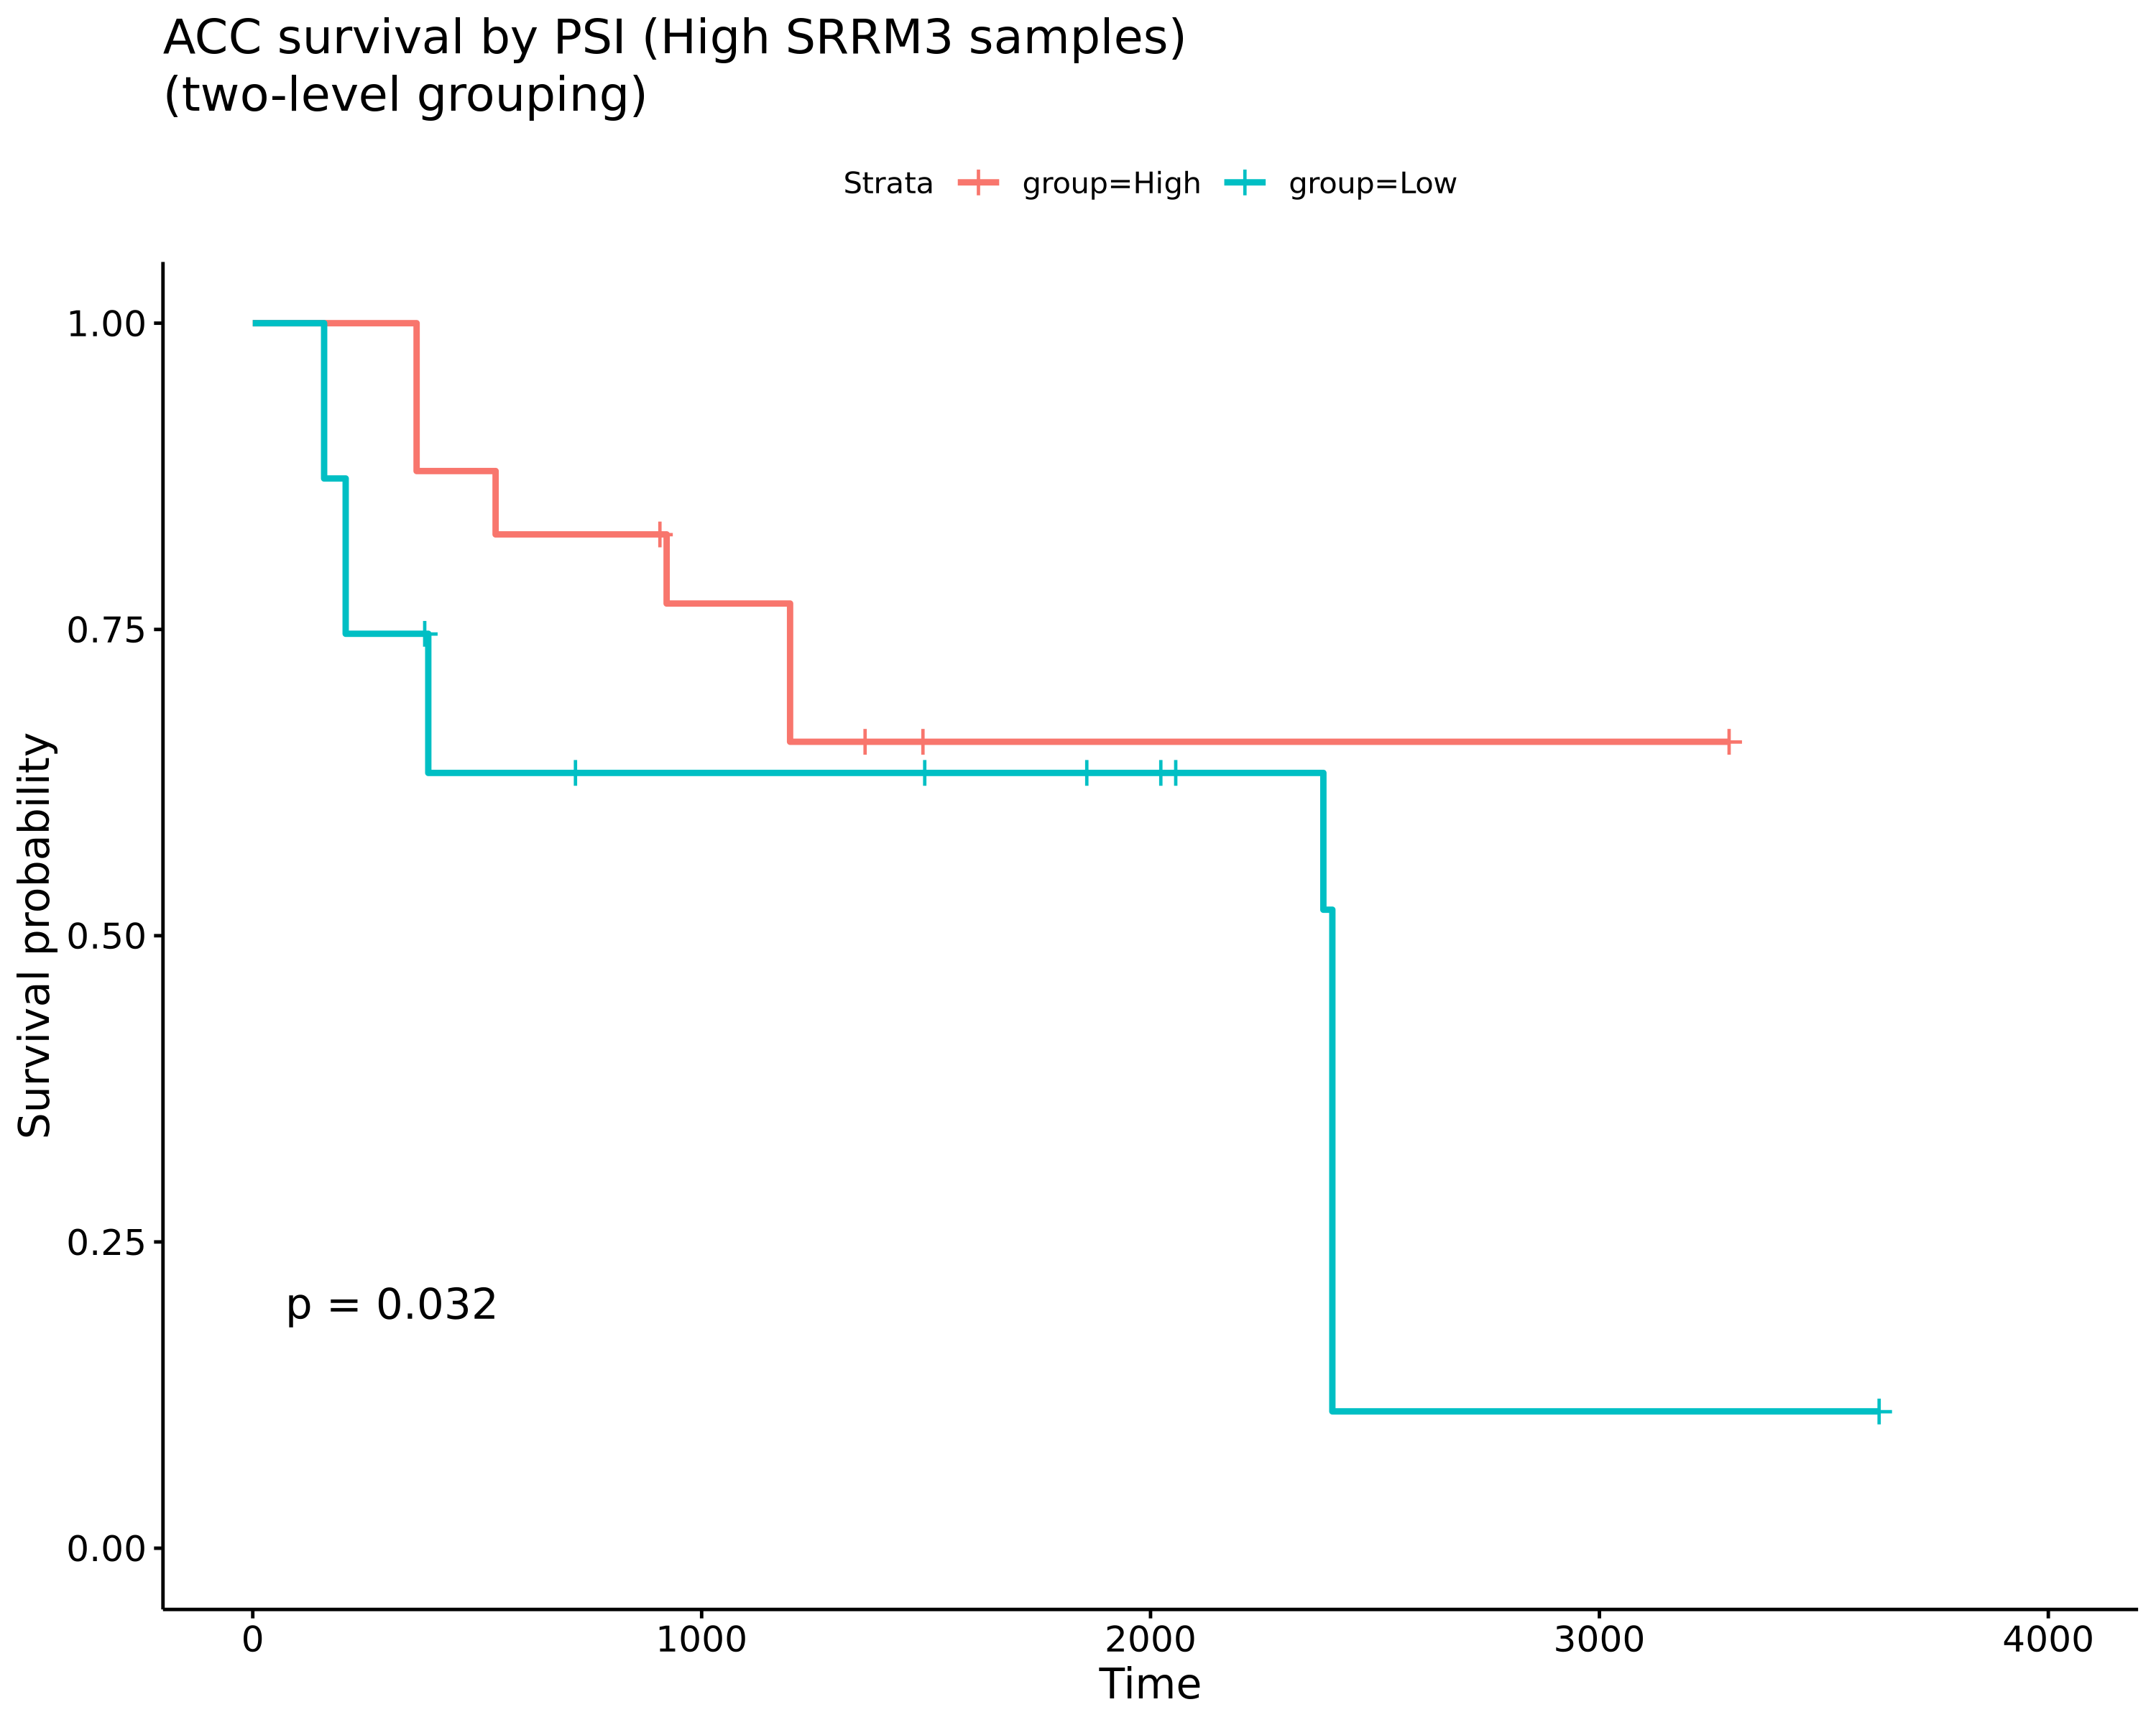 ACC survival by PSI (High SRRM3 samples)
(two-level grouping)
Strata group=High group=Low
1.00
0.75
0.50
0.25
0.00
Survival probability
p = 0.032
0 1000 2000 3000 4000
Time